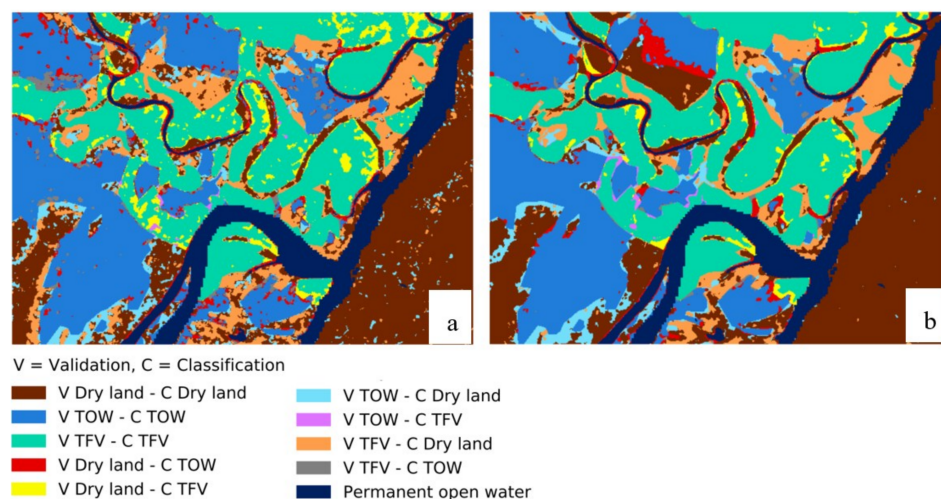 a
b
V = Validation, C = Classification
V Dry land - C Dry land
V TOW - C TOW
V TFV - C TFV
V Dry land - C TOW
V Dry land - C TFV
V TOW - C Dry land
V TOW - C TFV
V TFV - C Dry land
V TFV - C TOW
Permanent open water